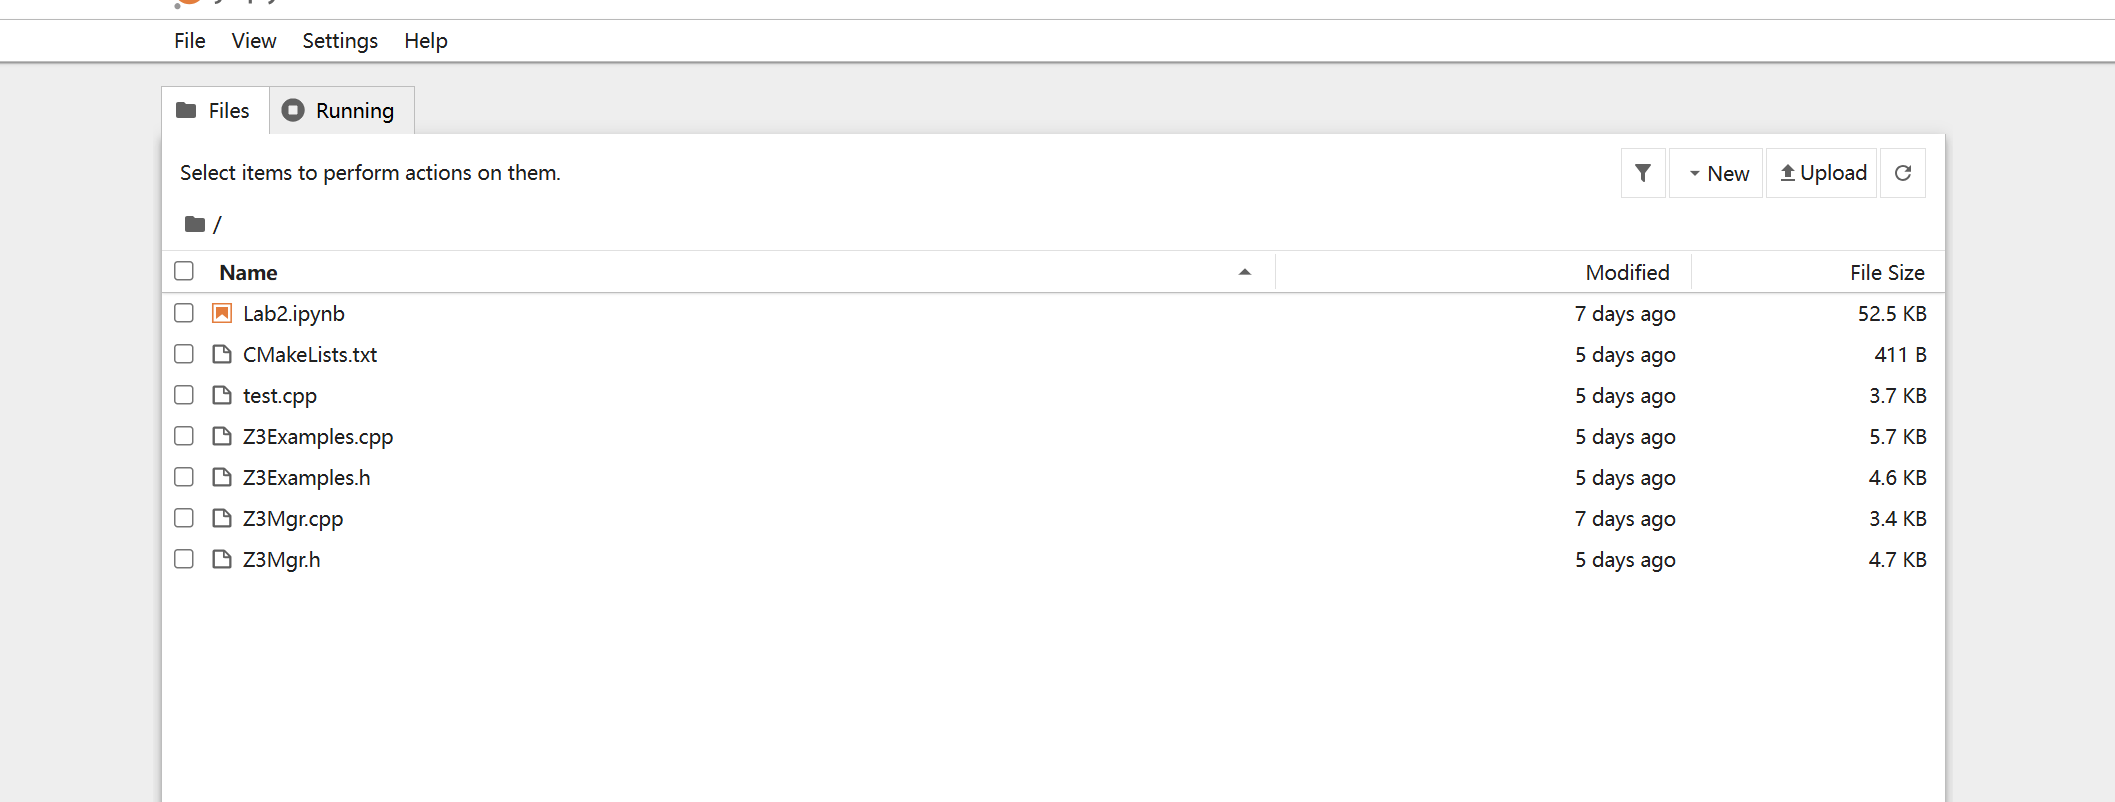 File View Settings Help
Files Running
Select items to perform actions on them.
New Upload
/
Name Modified File Size
Lab2.ipynb 7 days ago 52.5 KB
CMakeLists.txt 5 days ago 411 B
test.cpp 5 days ago 3.7 KB
Z3Examples.cpp 5 days ago 5.7 KB
Z3Examples.h 5 days ago 4.6 KB
Z3Mgr.cpp 7 days ago 3.4 KB
Z3Mgr.h 5 days ago 4.7 KB